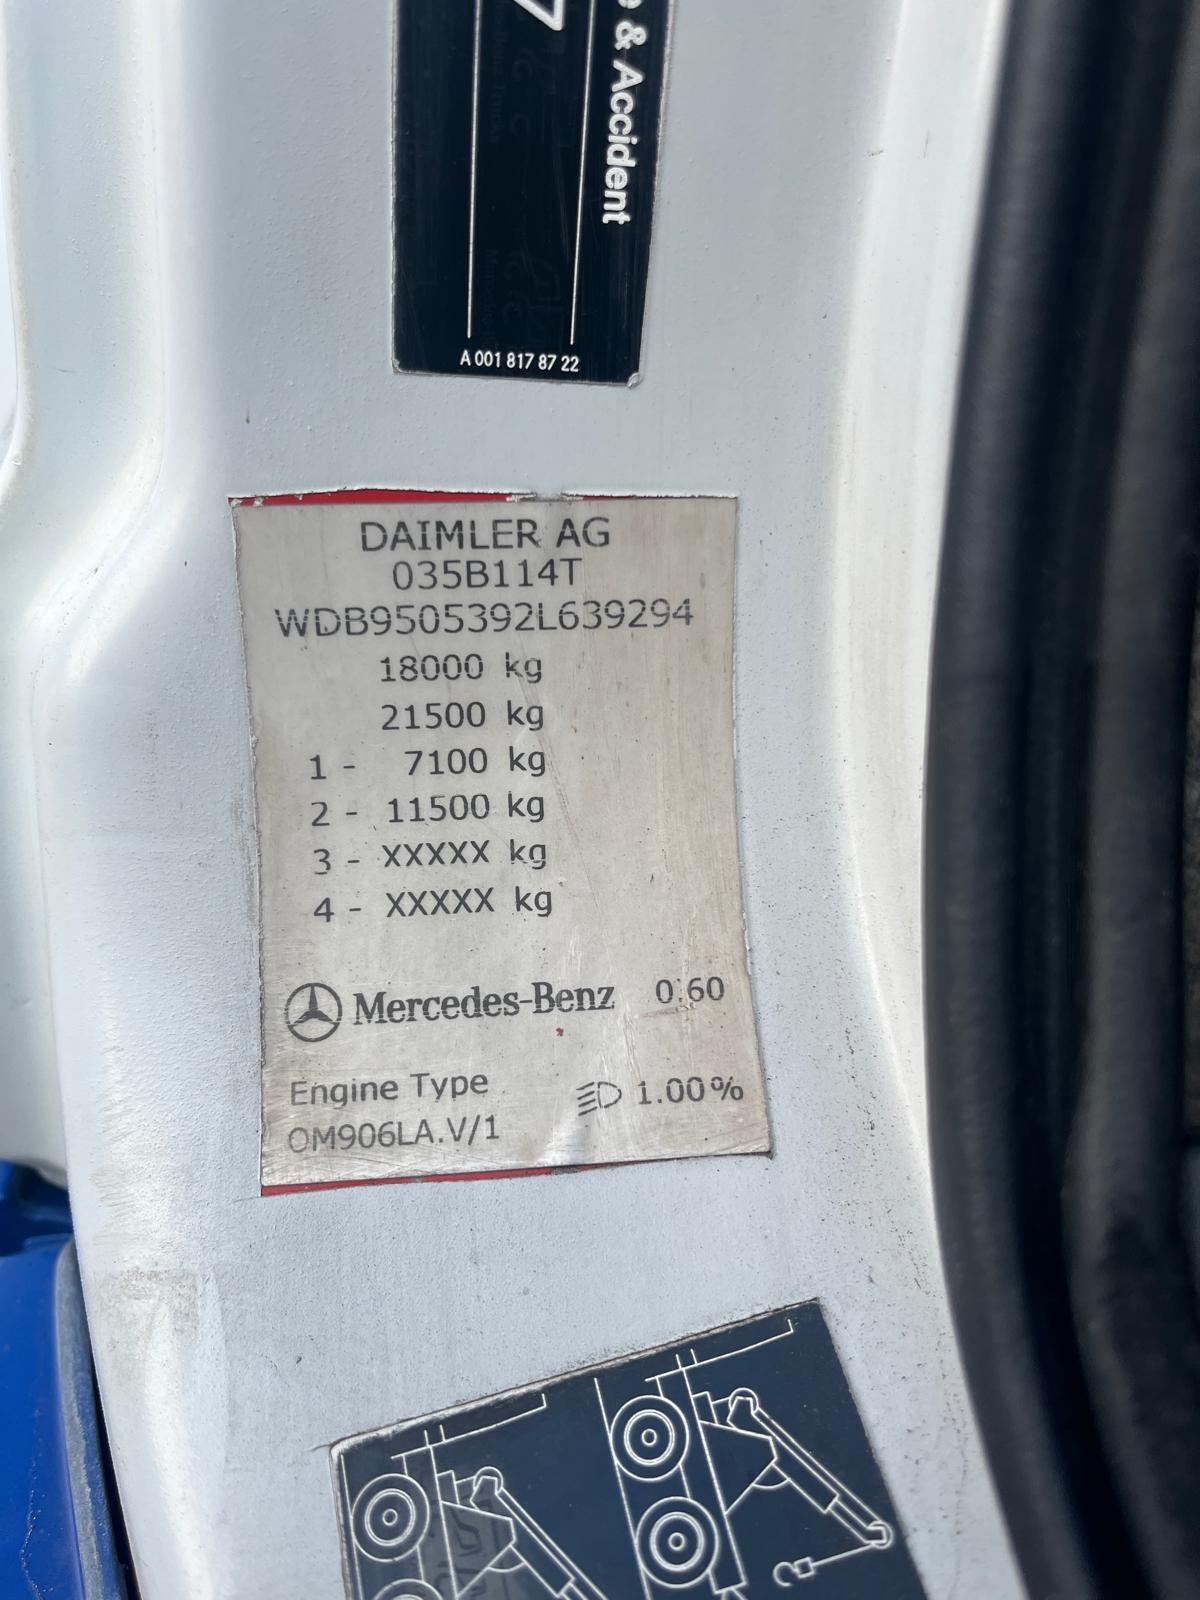 & Accident
A 001 817 87 22
DAIMLER AG
035B114T
WDB9505392L639294
18000 kg
21500 kg
1 - 7100 kg
2 - 11500 kg
3 - XXXXX kg
4 - XXXXX kg
Mercedes-Benz 0.60
Engine Type 1.00%
OM906LA.V/1